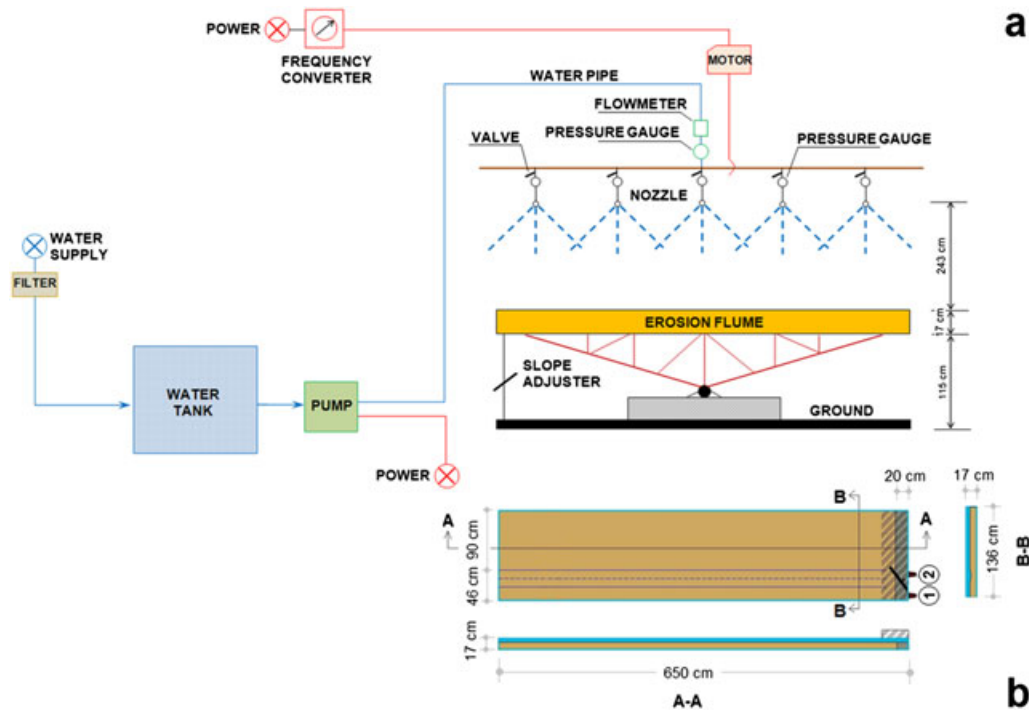 a
POWER
FREQUENCY
CONVERTER
MOTOR
WATER PIPE
FLOWMETER
PRESSURE GAUGE
VALVE
PRESSURE GAUGE
NOZZLE
WATER
SUPPLY
FILTER
243 cm
EROSION FLUME
17 cm
SLOPE
ADJUSTER
115 cm
WATER
TANK
PUMP
GROUND
POWER
20 cm
17 cm
B
A
A
90 cm
46 cm
136 cm
B-B
2
1
B
17 cm
650 cm
A-A
b